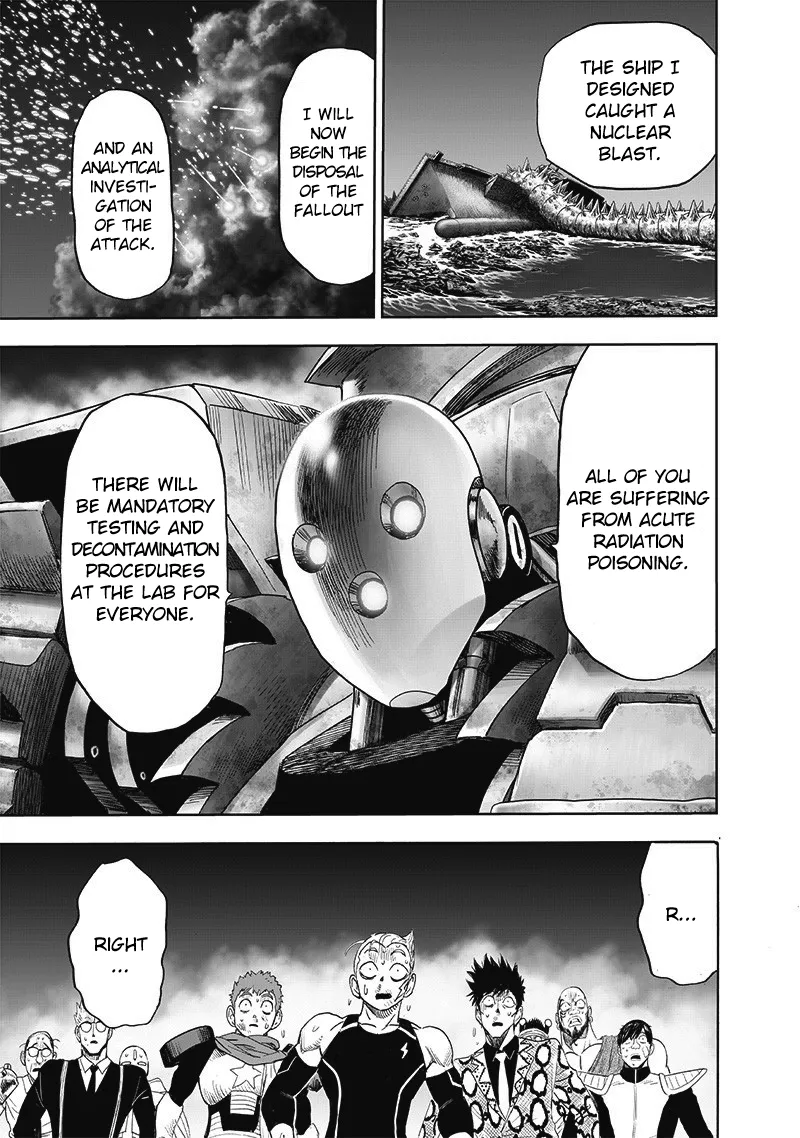 THE SHIP I
DESIGNED
CAUGHT A
NUCLEAR
BLAST.
I WILL
NOW
BEGIN THE
DISPOSAL
OF THE
FALLOUT
AND AN
ANALYTICAL
INVESTI-
GATION
OF THE
ATTACK.
ALL OF YOU
ARE SUFFERING
FROM ACUTE
RADIATION
POISONING.
THERE WILL
BE MANDATORY
TESTING AND
DECONTAMINATION
PROCEDURES
AT THE LAB FOR
EVERYONE.
R...
RIGHT
...